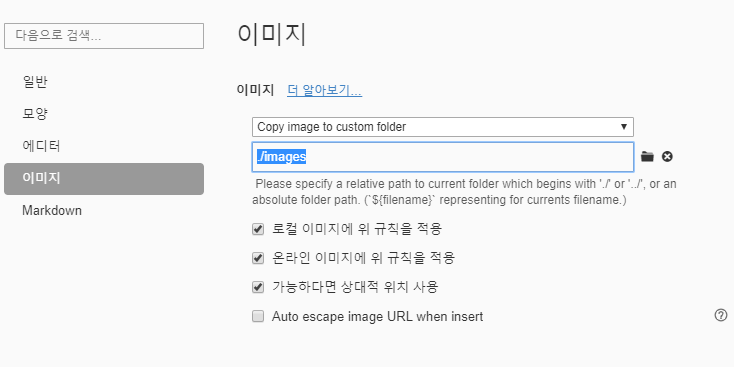 다음으로 검색...
일반
모양
에디터
이미지
Markdown
이미지
이미지 더 알아보기...
Copy image to custom folder
./images
Please specify a relative path to current folder which begins with './' or '../', or an
absolute folder path. (`${filename}` representing for currents filename.)
로컬 이미지에 위 규칙을 적용
온라인 이미지에 위 규칙을 적용
가능하다면 상대적 위치 사용
Auto escape image URL when insert